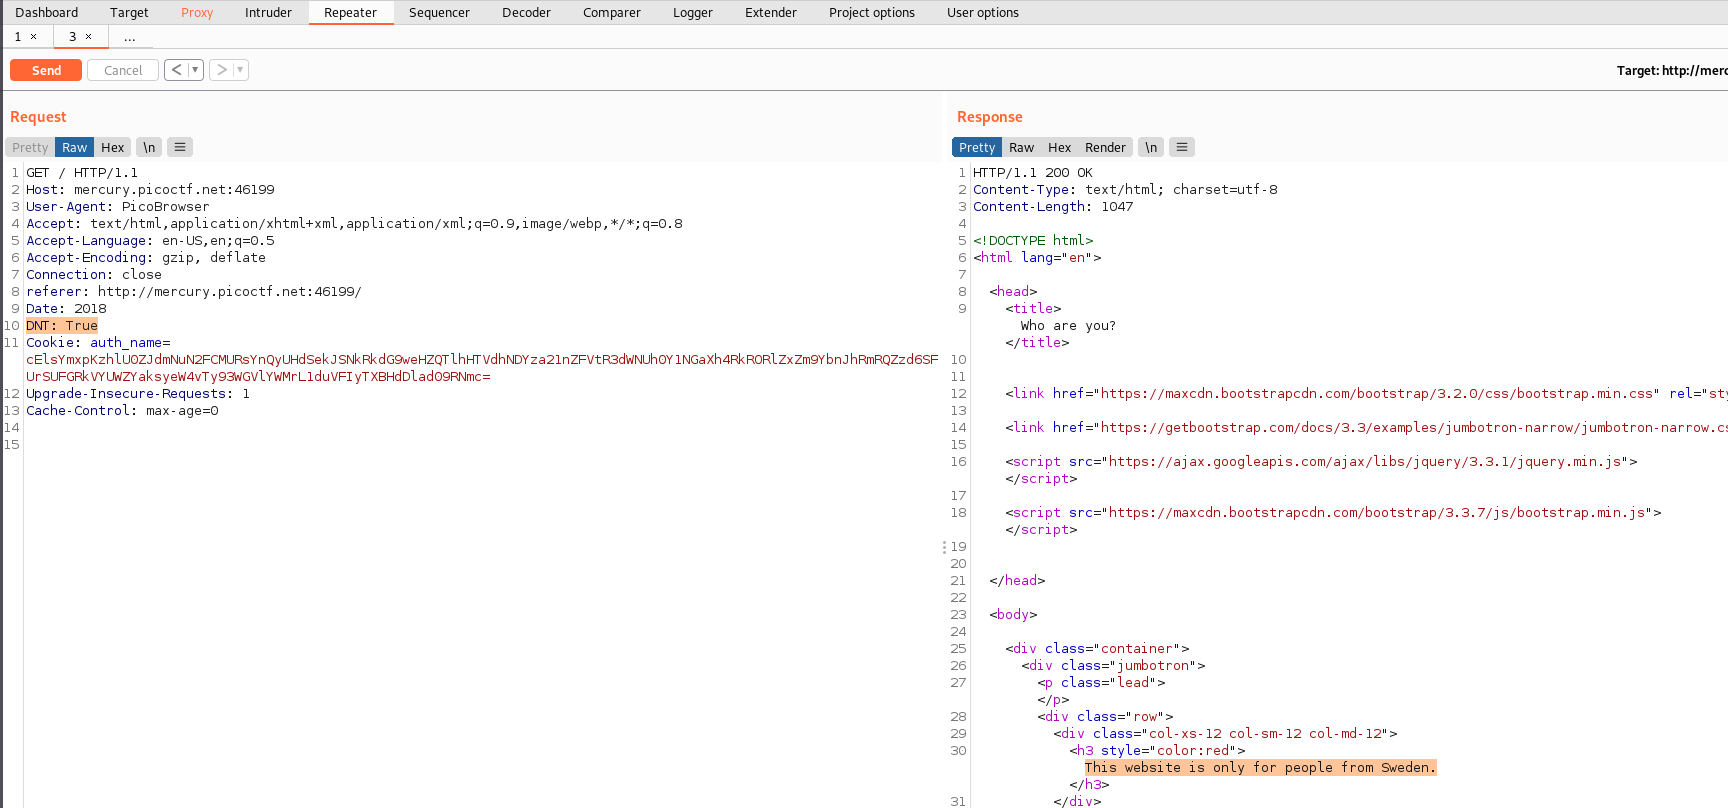 Dashboard Target Proxy Intruder Repeater Sequencer Decoder Comparer Logger Extender Project options User options
1 × 3 × ...
Send Cancel < ▾ > ▾ Target: http://merc
Request
Pretty Raw Hex \n ≡
1 GET / HTTP/1.1
2 Host: mercury.picoctf.net:46199
3 User-Agent: PicoBrowser
4 Accept: text/html,application/xhtml+xml,application/xml;q=0.9,image/webp,*/*;q=0.8
5 Accept-Language: en-US,en;q=0.5
6 Accept-Encoding: gzip, deflate
7 Connection: close
8 referer: http://mercury.picoctf.net:46199/
9 Date: 2018
10 DNT: True
11 Cookie: auth_name=
12 Upgrade-Insecure-Requests: 1
13 Cache-Control: max-age=0
14
15
Response
Pretty Raw Hex Render \n ≡
1 HTTP/1.1 200 OK
2 Content-Type: text/html; charset=utf-8
3 Content-Length: 1047
4
5 <!DOCTYPE html>
6 <html lang="en">
7
8 <head>
9 <title>
Who are you?
</title>
10
11
12 <link href="https://maxcdn.bootstrapcdn.com/bootstrap/3.2.0/css/bootstrap.min.css" rel="sty
13
14 <link href="https://getbootstrap.com/docs/3.3/examples/jumbotron-narrow/jumbotron-narrow.cs
15
16 <script src="https://ajax.googleapis.com/ajax/libs/jquery/3.3.1/jquery.min.js">
</script>
17
18 <script src="https://maxcdn.bootstrapcdn.com/bootstrap/3.3.7/js/bootstrap.min.js">
</script>
19
20
21 </head>
22
23 <body>
24
25 <div class="container">
26 <div class="jumbotron">
27 <p class="lead">
</p>
28 <div class="row">
29 <div class="col-xs-12 col-sm-12 col-md-12">
30 <h3 style="color:red">
This website is only for people from Sweden.
</h3>
31 </div>